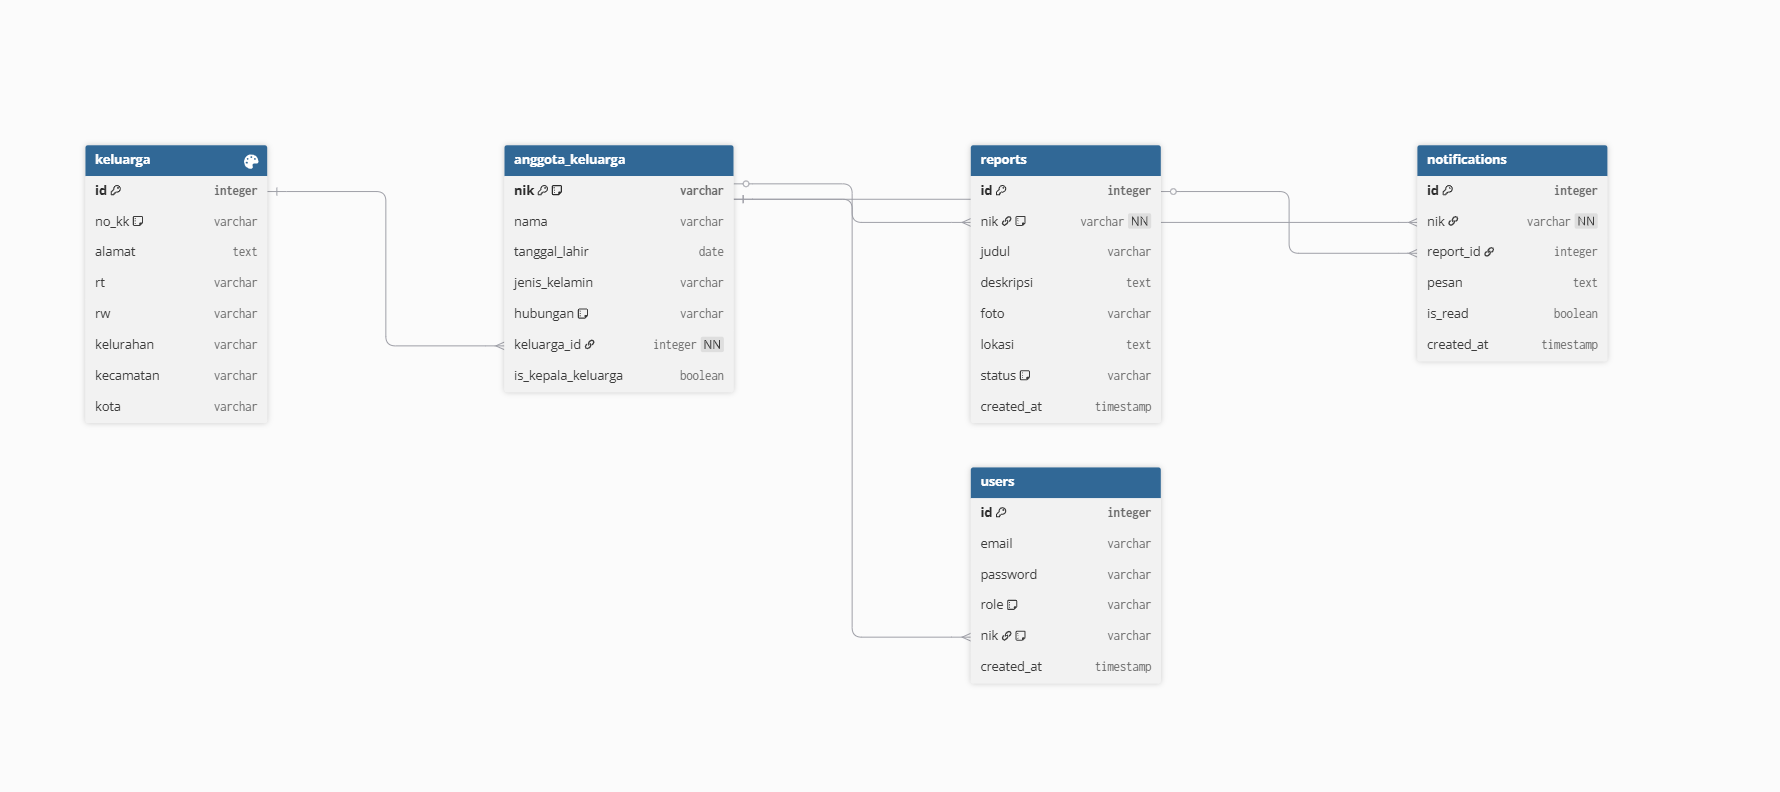 keluarga
id integer
no_kk varchar
alamat text
rt varchar
rw varchar
kelurahan varchar
kecamatan varchar
kota varchar
anggota_keluarga
nik varchar
nama varchar
tanggal_lahir date
jenis_kelamin varchar
hubungan varchar
keluarga_id integer NN
is_kepala_keluarga boolean
reports
id integer
nik varchar NN
judul varchar
deskripsi text
foto varchar
lokasi text
status varchar
created_at timestamp
notifications
id integer
nik varchar NN
report_id integer
pesan text
is_read boolean
created_at timestamp
users
id integer
email varchar
password varchar
role varchar
nik varchar
created_at timestamp